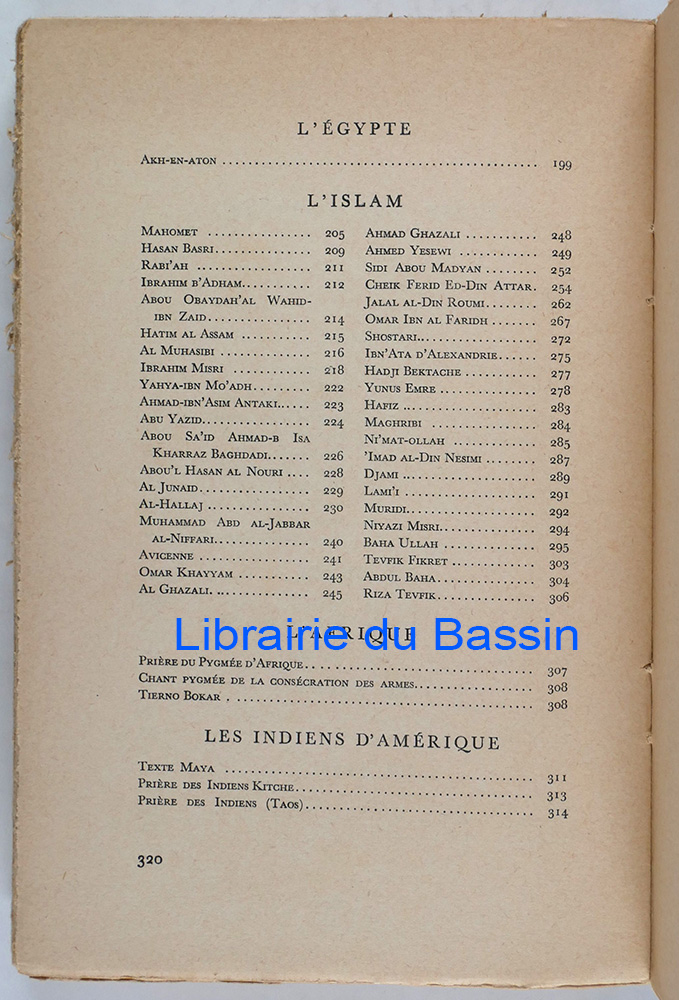 L'ÉGYPTE
AKH-EN-ATON ................................................ 199
L'ISLAM
MAHOMET ................ 205
HASAN BASRI............... 209
RABI'AH .................. 211
IBRAHIM B'ADHAM............ 212
ABOU OBAYDAH'AL WAHID-
IBN ZAID................ 214
HATIM AL ASSAM ........... 215
AL MUHASIBI .............. 216
IBRAHIM MISRI ............ 218
YAHYA-IBN MO'ADH......... 222
AHMAD-IBN'ASIM ANTAKI..... 223
ABU YAZID................. 224
ABOU SA'ID AHMAD-B ISA
KHARRAZ BAGHDADI....... 226
ABOU'L HASAN AL NOURI .... 228
AL JUNAID................. 229
AL-HALLAJ ................ 230
MUHAMMAD ABD AL-JABBAR
AL-NIFFARI............... 240
AVICENNE ................. 241
OMAR KHAYYAM ........... 243
AL GHAZALI. .............. 245
AHMAD GHAZALI ........... 248
AHMED YESEWI ............ 249
SIDI ABOU MADYAN ........ 252
CHEIK FERID ED-DIN ATTAR. 254
JALAL AL-DIN ROUMI....... 262
OMAR IBN AL FARIDH ....... 267
SHOSTARI.................. 272
IBN'ATA D'ALEXANDRIE...... 275
HADJI BEKTACHE ........... 277
YUNUS EMRE ............... 278
HAFIZ .................... 283
MAGHRIBI ................. 284
NI'MAT-OLLAH ............. 285
'IMAD AL-DIN NESIMI ........ 287
DJAMI .................... 289
LAMI'I ................... 291
MURIDI.................... 292
NIYAZI MISRI............... 294
BAHA ULLAH ............... 295
TEVFIK FIKRET ............. 303
ABDUL BAHA................ 304
RIZA TEVFIK................ 306
L'AFRIQUE
Librairie du Bassin
PRIÈRE DU PYGMÉE D'AFRIQUE.................................. 307
CHANT PYGMÉE DE LA CONSÉCRATION DES ARMES.................. 308
TIERNO BOKAR . .............................................. 308
LES INDIENS D'AMÉRIQUE
TEXTE MAYA ............................................... 311
PRIÈRE DES INDIENS KITCHE.................................... 313
PRIÈRE DES INDIENS (TAOS)................................... 314
320